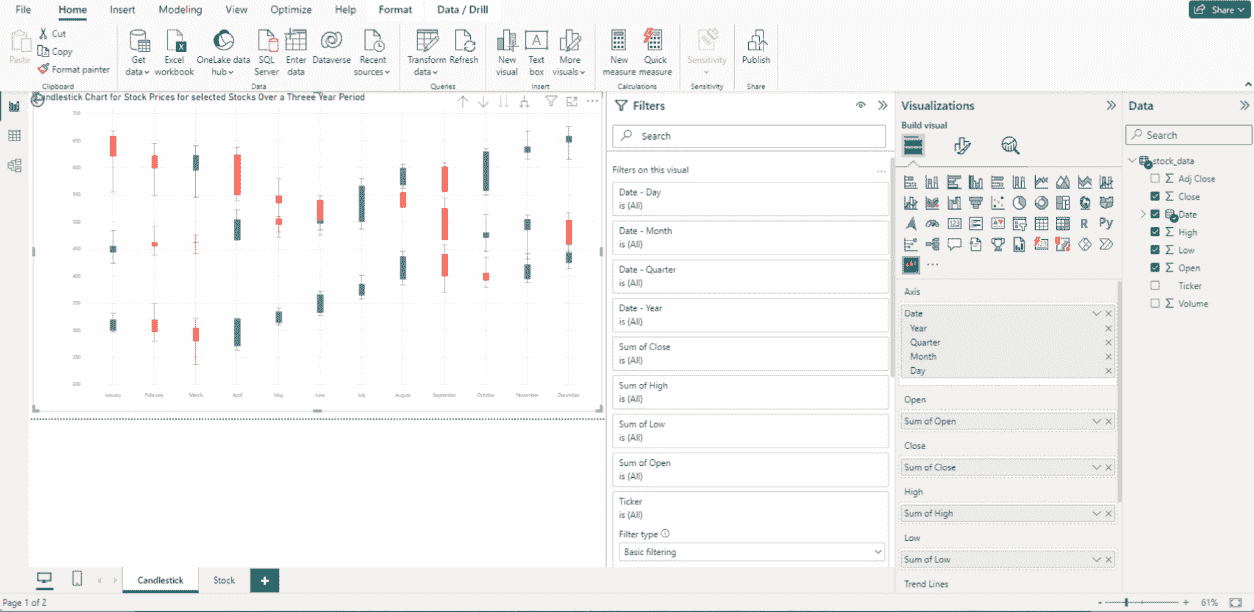 File Home Insert Modeling View Optimize Help Format Data / Drill Share
Paste Cut
Copy
Format painter
Get data
Excel workbook
OneLake data hub
SQL Server
Enter data
Dataverse
Recent sources
Transform data
Refresh
New visual
Text box
More visuals
New measure
Quick measure
Sensitivity
Publish
Clipboard Data Queries Insert Calculations Sensitivity Share
Candlestick Chart for Stock Prices for selected Stocks Over a Threee Year Period
700
650
600
550
500
450
400
350
300
250
200
January February March April May June July August September October November December
Filters
Search
Filters on this visual
Date - Day
is (All)
Date - Month
is (All)
Date - Quarter
is (All)
Date - Year
is (All)
Sum of Close
is (All)
Sum of High
is (All)
Sum of Low
is (All)
Sum of Open
is (All)
Ticker
is (All)
Filter type
Basic filtering
Visualizations
Build visual
123
R Py
Axis
Date
Year
Quarter
Month
Day
Open
Sum of Open
Close
Sum of Close
High
Sum of High
Low
Sum of Low
Trend Lines
Data
Search
stock_data
Adj Close
Close
Date
High
Low
Open
Ticker
Volume
Candlestick Stock
Page 1 of 2
61%